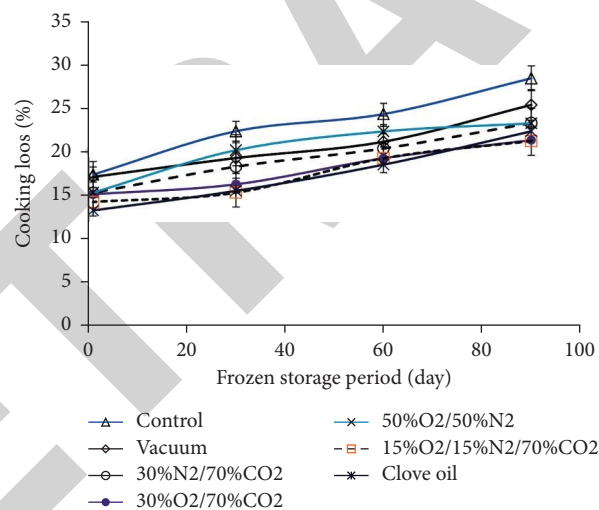 35
30
25
20
15
10
5
0
Cooking loos (%)
0 20 40 60 80 100
Frozen storage period (day)
Control
Vacuum
30%N2/70%CO2
30%O2/70%CO2
50%O2/50%N2
15%O2/15%N2/70%CO2
Clove oil